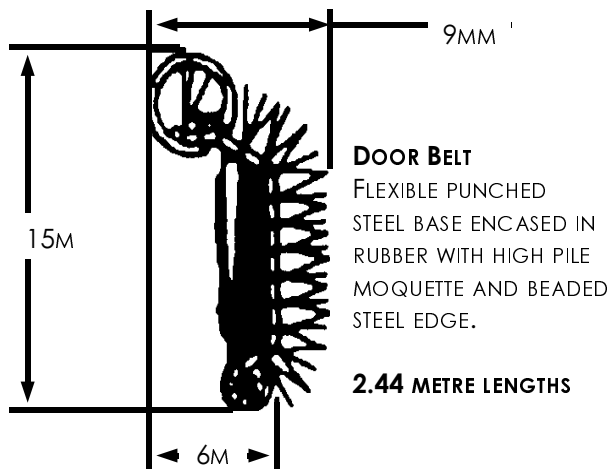 9MM
DOOR BELT
FLEXIBLE PUNCHED
STEEL BASE ENCASED IN
RUBBER WITH HIGH PILE
MOQUETTE AND BEADED
STEEL EDGE.
15M
2.44 METRE LENGTHS
6M